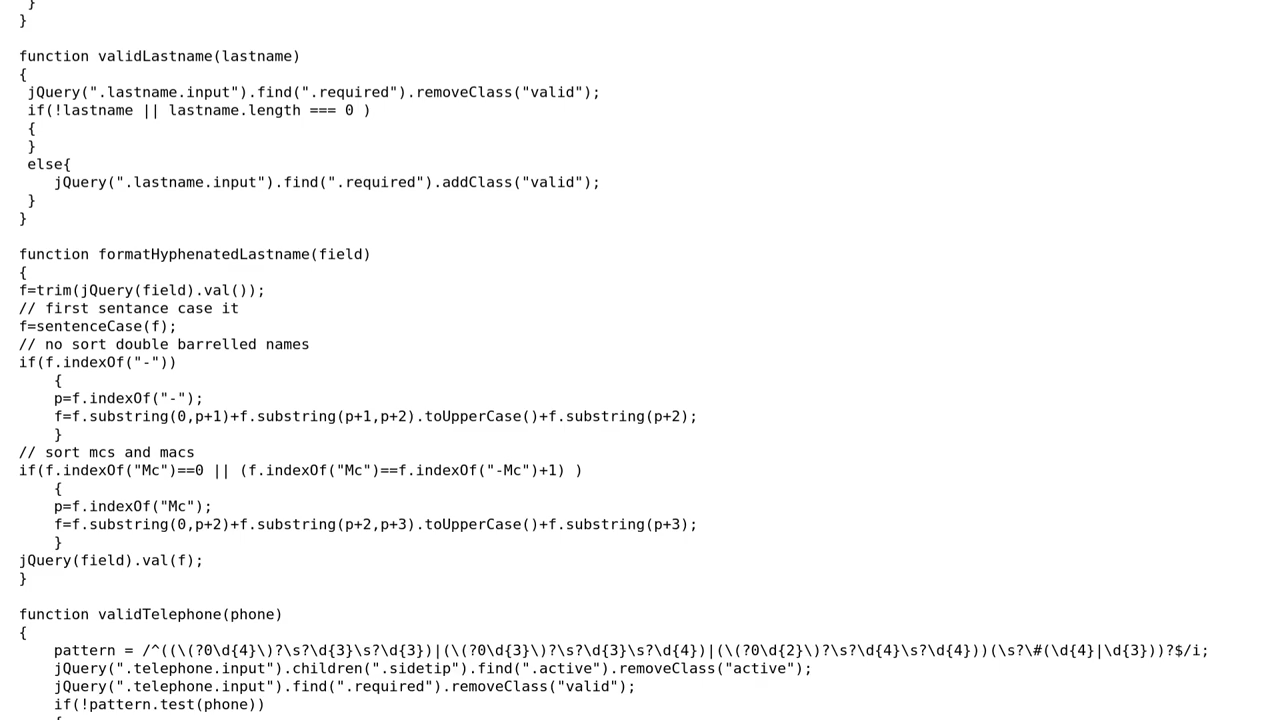 }
}
function validLastname(lastname)
{
jQuery(".lastname.input").find(".required").removeClass("valid");
if(!lastname || lastname.length === 0 )
{
}
else{
jQuery(".lastname.input").find(".required").addClass("valid");
}
}
function formatHyphenatedLastname(field)
{
f=trim(jQuery(field).val());
// first sentance case it
f=sentenceCase(f);
// no sort double barrelled names
if(f.indexOf("-"))
{
p=f.indexOf("-");
f=f.substring(0,p+1)+f.substring(p+1,p+2).toUpperCase()+f.substring(p+2);
}
// sort mcs and macs
if(f.indexOf("Mc")==0 || (f.indexOf("Mc")==f.indexOf("-Mc")+1) )
{
p=f.indexOf("Mc");
f=f.substring(0,p+2)+f.substring(p+2,p+3).toUpperCase()+f.substring(p+3);
}
jQuery(field).val(f);
}
function validTelephone(phone)
{
pattern = /^((\(?0\d{4}\)?\s?\d{3}\s?\d{3})|(\(?0\d{3}\)?\s?\d{3}\s?\d{4})|(\(?0\d{2}\)?\s?\d{4}\s?\d{4}))(\s?\#(\d{4}|\d{3}))?$/i;
jQuery(".telephone.input").children(".sidetip").find(".active").removeClass("active");
jQuery(".telephone.input").find(".required").removeClass("valid");
if(!pattern.test(phone))
{